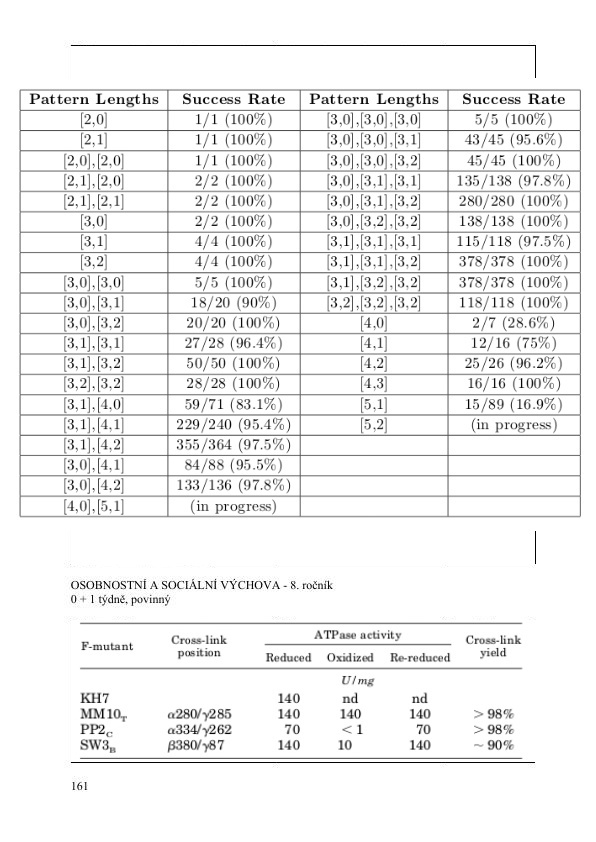 Pattern Lengths Success Rate Pattern Lengths Success Rate
[2,0] 1/1 (100%) [3,0],[3,0],[3,0] 5/5 (100%)
[2,1] 1/1 (100%) [3,0],[3,0],[3,1] 43/45 (95.6%)
[2,0],[2,0] 1/1 (100%) [3,0],[3,0],[3,2] 45/45 (100%)
[2,1],[2,0] 2/2 (100%) [3,0],[3,1],[3,1] 135/138 (97.8%)
[2,1],[2,1] 2/2 (100%) [3,0],[3,1],[3,2] 280/280 (100%)
[3,0] 2/2 (100%) [3,0],[3,2],[3,2] 138/138 (100%)
[3,1] 4/4 (100%) [3,1],[3,1],[3,1] 115/118 (97.5%)
[3,2] 4/4 (100%) [3,1],[3,1],[3,2] 378/378 (100%)
[3,0],[3,0] 5/5 (100%) [3,1],[3,2],[3,2] 378/378 (100%)
[3,0],[3,1] 18/20 (90%) [3,2],[3,2],[3,2] 118/118 (100%)
[3,0],[3,2] 20/20 (100%) [4,0] 2/7 (28.6%)
[3,1],[3,1] 27/28 (96.4%) [4,1] 12/16 (75%)
[3,1],[3,2] 50/50 (100%) [4,2] 25/26 (96.2%)
[3,2],[3,2] 28/28 (100%) [4,3] 16/16 (100%)
[3,1],[4,0] 59/71 (83.1%) [5,1] 15/89 (16.9%)
[3,1],[4,1] 229/240 (95.4%) [5,2] (in progress)
[3,1],[4,2] 355/364 (97.5%)
[3,0],[4,1] 84/88 (95.5%)
[3,0],[4,2] 133/136 (97.8%)
[4,0],[5,1] (in progress)
OSOBNOSTNÍ A SOCIÁLNÍ VÝCHOVA - 8. ročník
0 + 1 týdně, povinný
F-mutant Cross-link position ATPase activity Cross-link yield
Reduced Oxidized Re-reduced
U/mg
KH7 140 nd nd
MM10T α280/γ285 140 140 140 > 98%
PP2C α334/γ262 70 < 1 70 > 98%
SW3B β380/γ87 140 10 140 ~ 90%
161